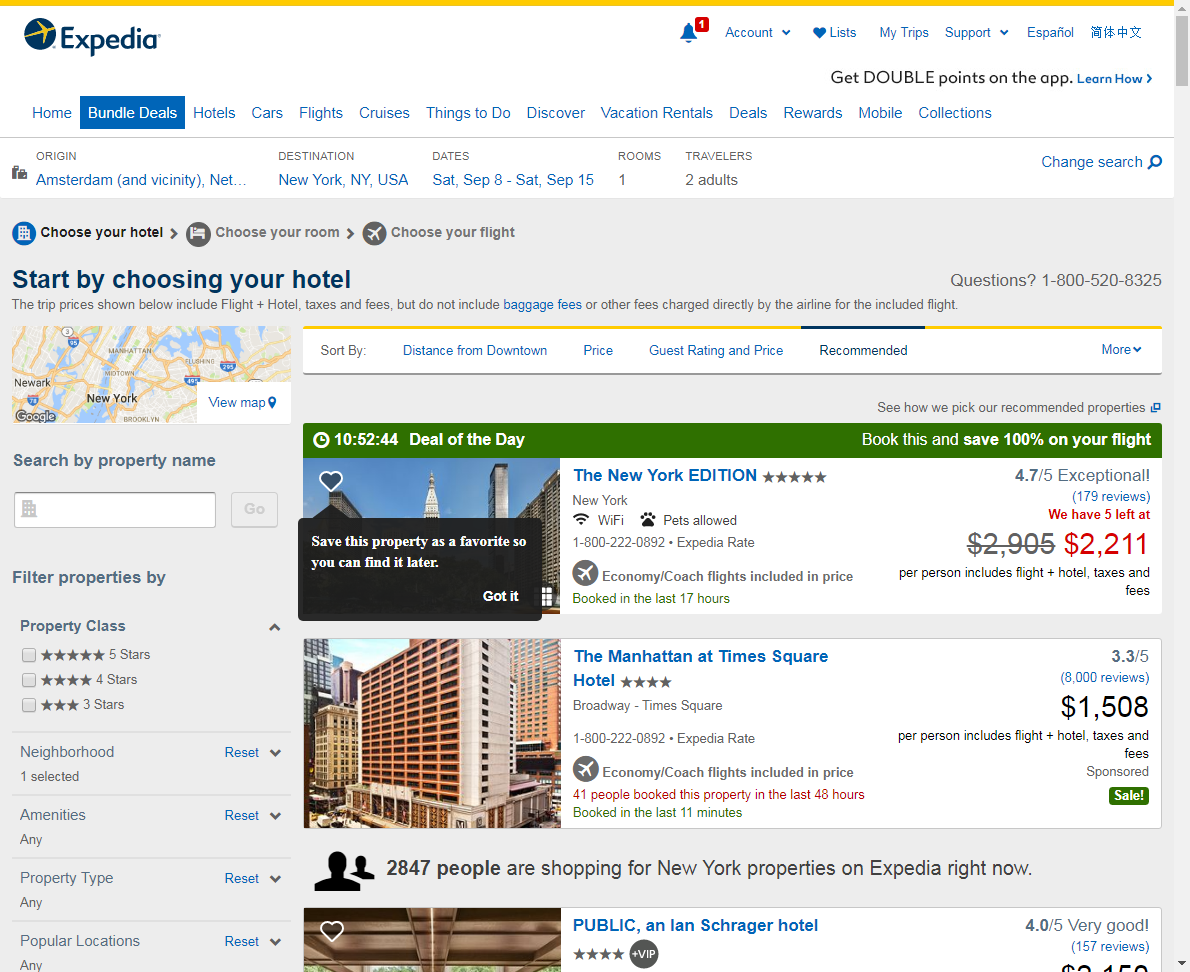 Expedia
1
Account
Lists
My Trips
Support
Español
简体中文
Get DOUBLE points on the app. Learn How
Home
Bundle Deals
Hotels
Cars
Flights
Cruises
Things to Do
Discover
Vacation Rentals
Deals
Rewards
Mobile
Collections
ORIGIN
Amsterdam (and vicinity), Net...
DESTINATION
New York, NY, USA
DATES
Sat, Sep 8 - Sat, Sep 15
ROOMS
1
TRAVELERS
2 adults
Change search
Choose your hotel
Choose your room
Choose your flight
Start by choosing your hotel
Questions? 1-800-520-8325
The trip prices shown below include Flight + Hotel, taxes and fees, but do not include baggage fees or other fees charged directly by the airline for the included flight.
3
95
MANHATTAN
FLUSHING
MIDTOWN
295
495
Newark
78
New York
BROOKLYN
Google
View map
Sort By:
Distance from Downtown
Price
Guest Rating and Price
Recommended
More
See how we pick our recommended properties
Search by property name
Go
Filter properties by
Property Class
5 Stars
4 Stars
3 Stars
Neighborhood
Reset
1 selected
Amenities
Reset
Any
Property Type
Reset
Any
Popular Locations
Reset
Any
10:52:44 Deal of the Day
Book this and save 100% on your flight
The New York EDITION
4.7/5 Exceptional!
New York
(179 reviews)
WiFi
Pets allowed
We have 5 left at
1-800-222-0892 • Expedia Rate
$2,905 $2,211
Economy/Coach flights included in price
per person includes flight + hotel, taxes and
fees
Booked in the last 17 hours
Save this property as a favorite so
you can find it later.
Got it
The Manhattan at Times Square
Hotel
3.3/5
(8,000 reviews)
Broadway - Times Square
$1,508
1-800-222-0892 • Expedia Rate
per person includes flight + hotel, taxes and
fees
Economy/Coach flights included in price
Sponsored
41 people booked this property in the last 48 hours
Sale!
Booked in the last 11 minutes
2847 people are shopping for New York properties on Expedia right now.
PUBLIC, an Ian Schrager hotel
4.0/5 Very good!
+VIP
(157 reviews)